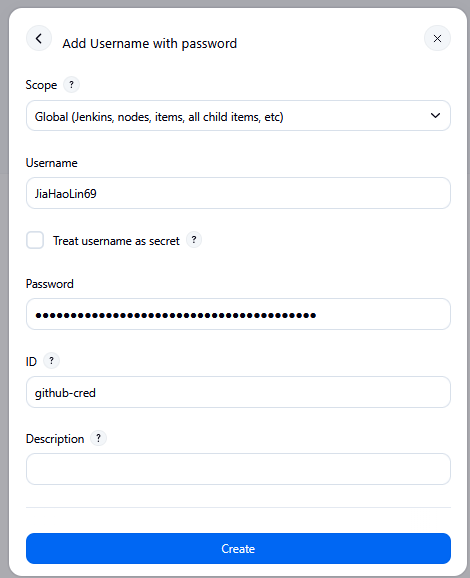 Add Username with password
Scope ?
Global (Jenkins, nodes, items, all child items, etc)
Username
JiaHaoLin69
Treat username as secret ?
Password
••••••••••••••••••••••••••••••••••••••••
ID ?
github-cred
Description ?
Create